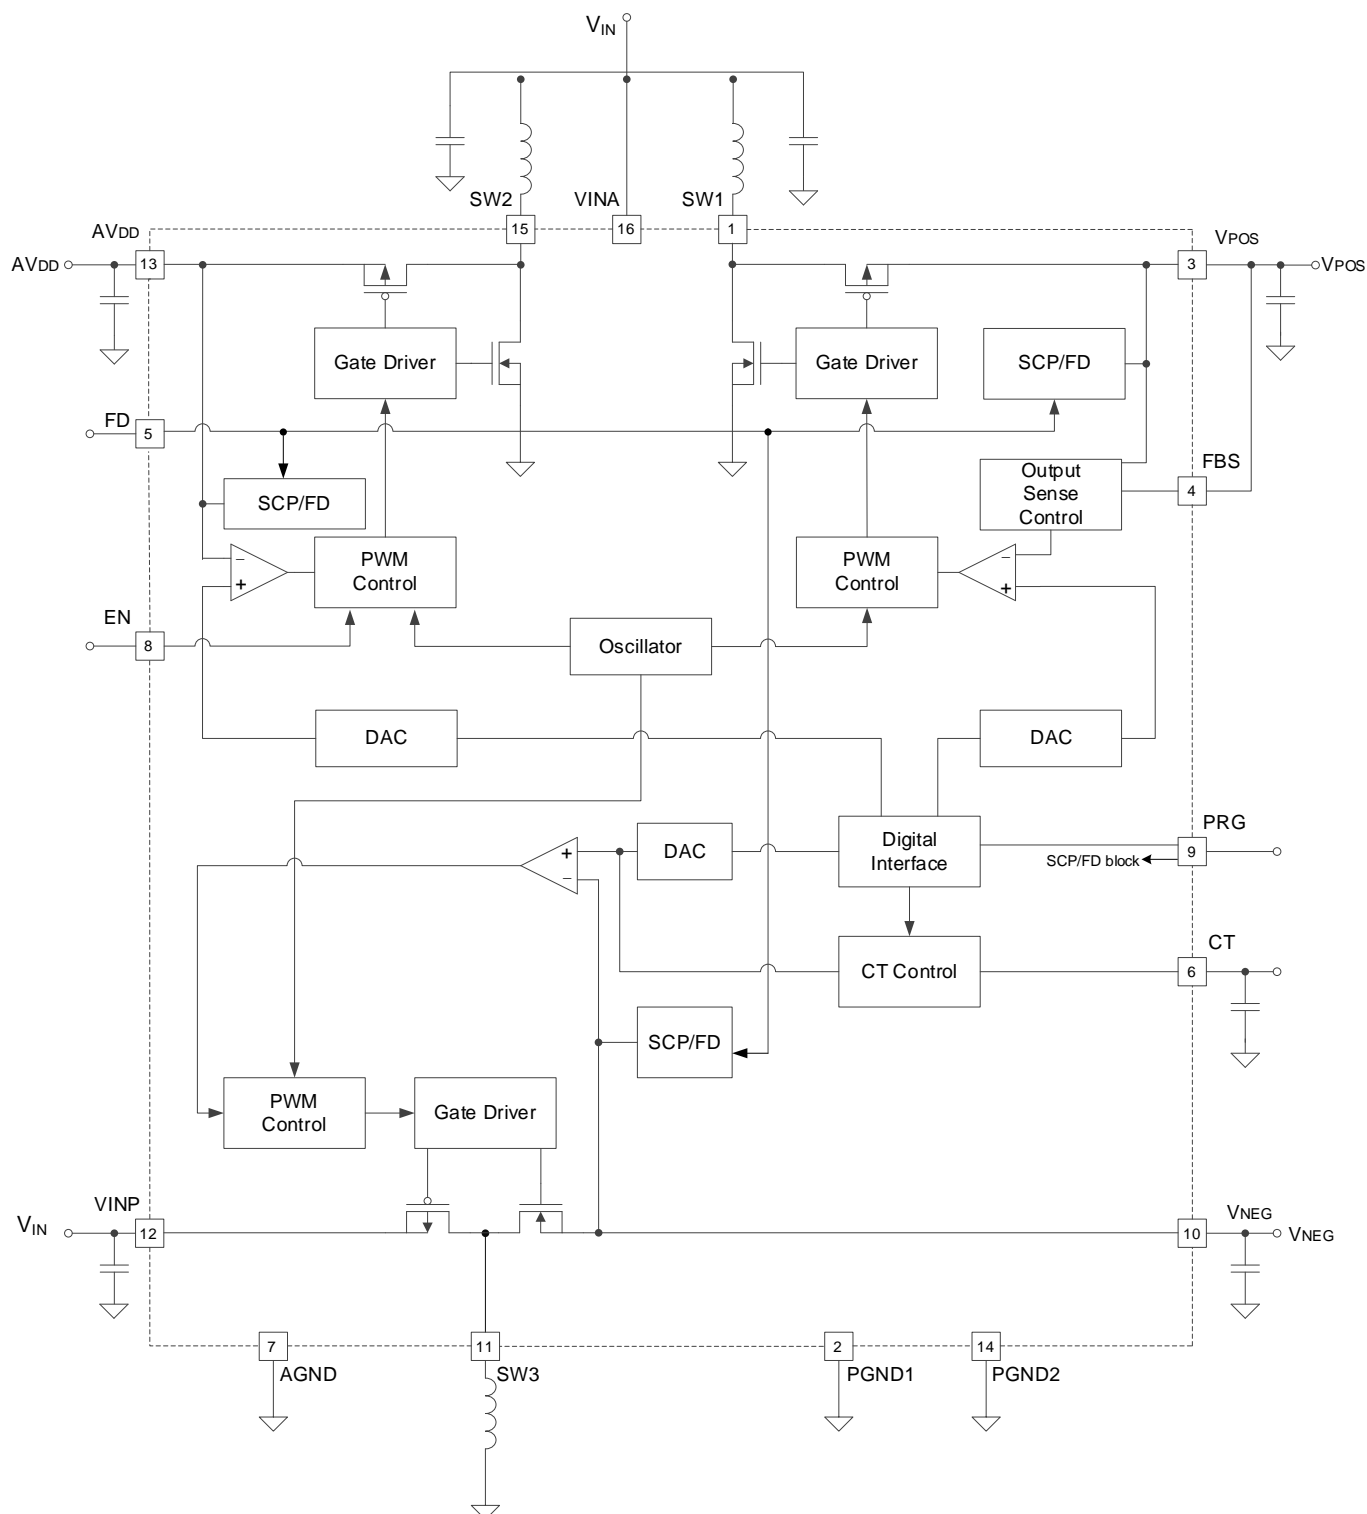 VIN
SW2
VINA
SW1
15
16
1
AVDD
AVDD
13
VPOS
3
VPOS
Gate Driver
Gate Driver
SCP/FD
FD
5
FBS
4
SCP/FD
Output
Sense
Control
−
+
PWM
Control
PWM
Control
−
+
EN
8
Oscillator
DAC
DAC
PRG
9
SCP/FD block
Digital
Interface
DAC
+
−
CT
6
CT Control
SCP/FD
PWM
Control
Gate Driver
VINP
VIN
12
VNEG
10
VNEG
7
11
2
14
AGND
SW3
PGND1
PGND2